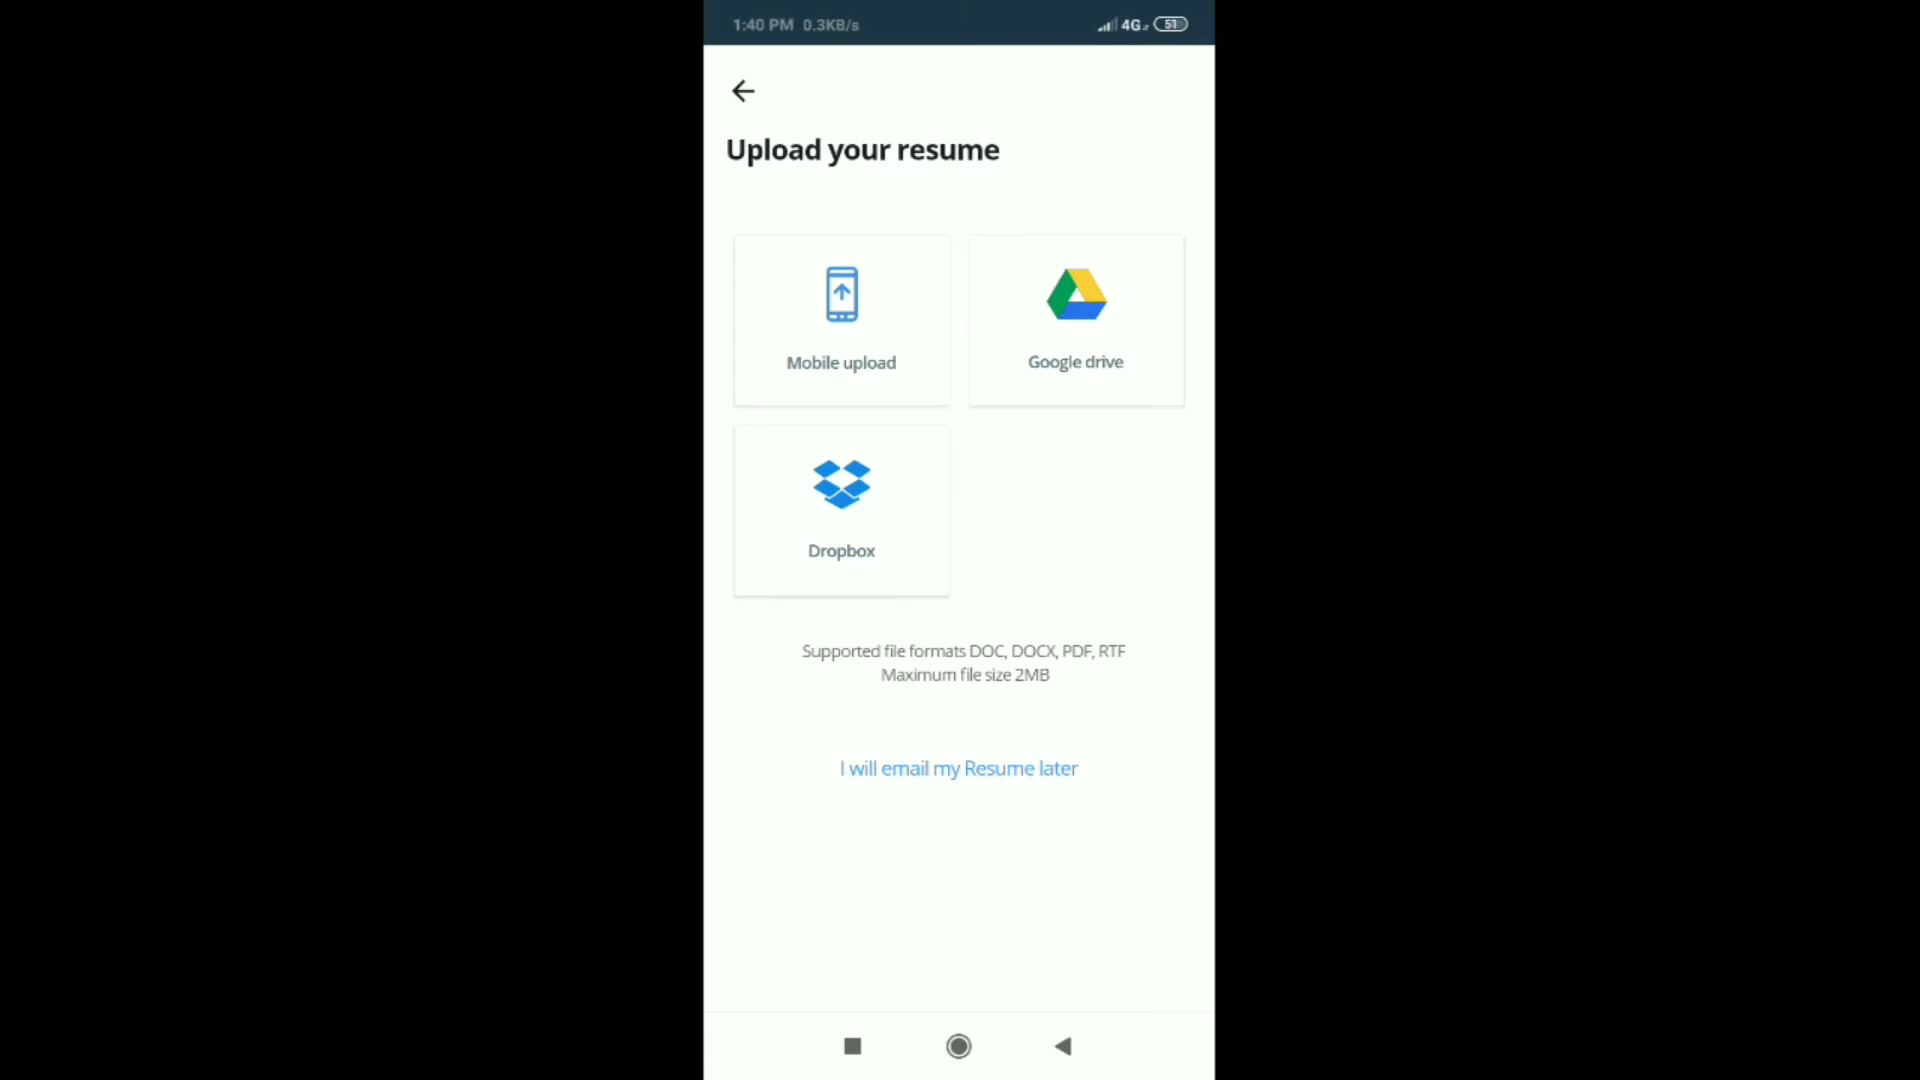 1:40 PM 0.3KB/s 4G 51
Upload your resume
Mobile upload
Google drive
Dropbox
Supported file formats DOC, DOCX, PDF, RTF
Maximum file size 2MB
I will email my Resume later